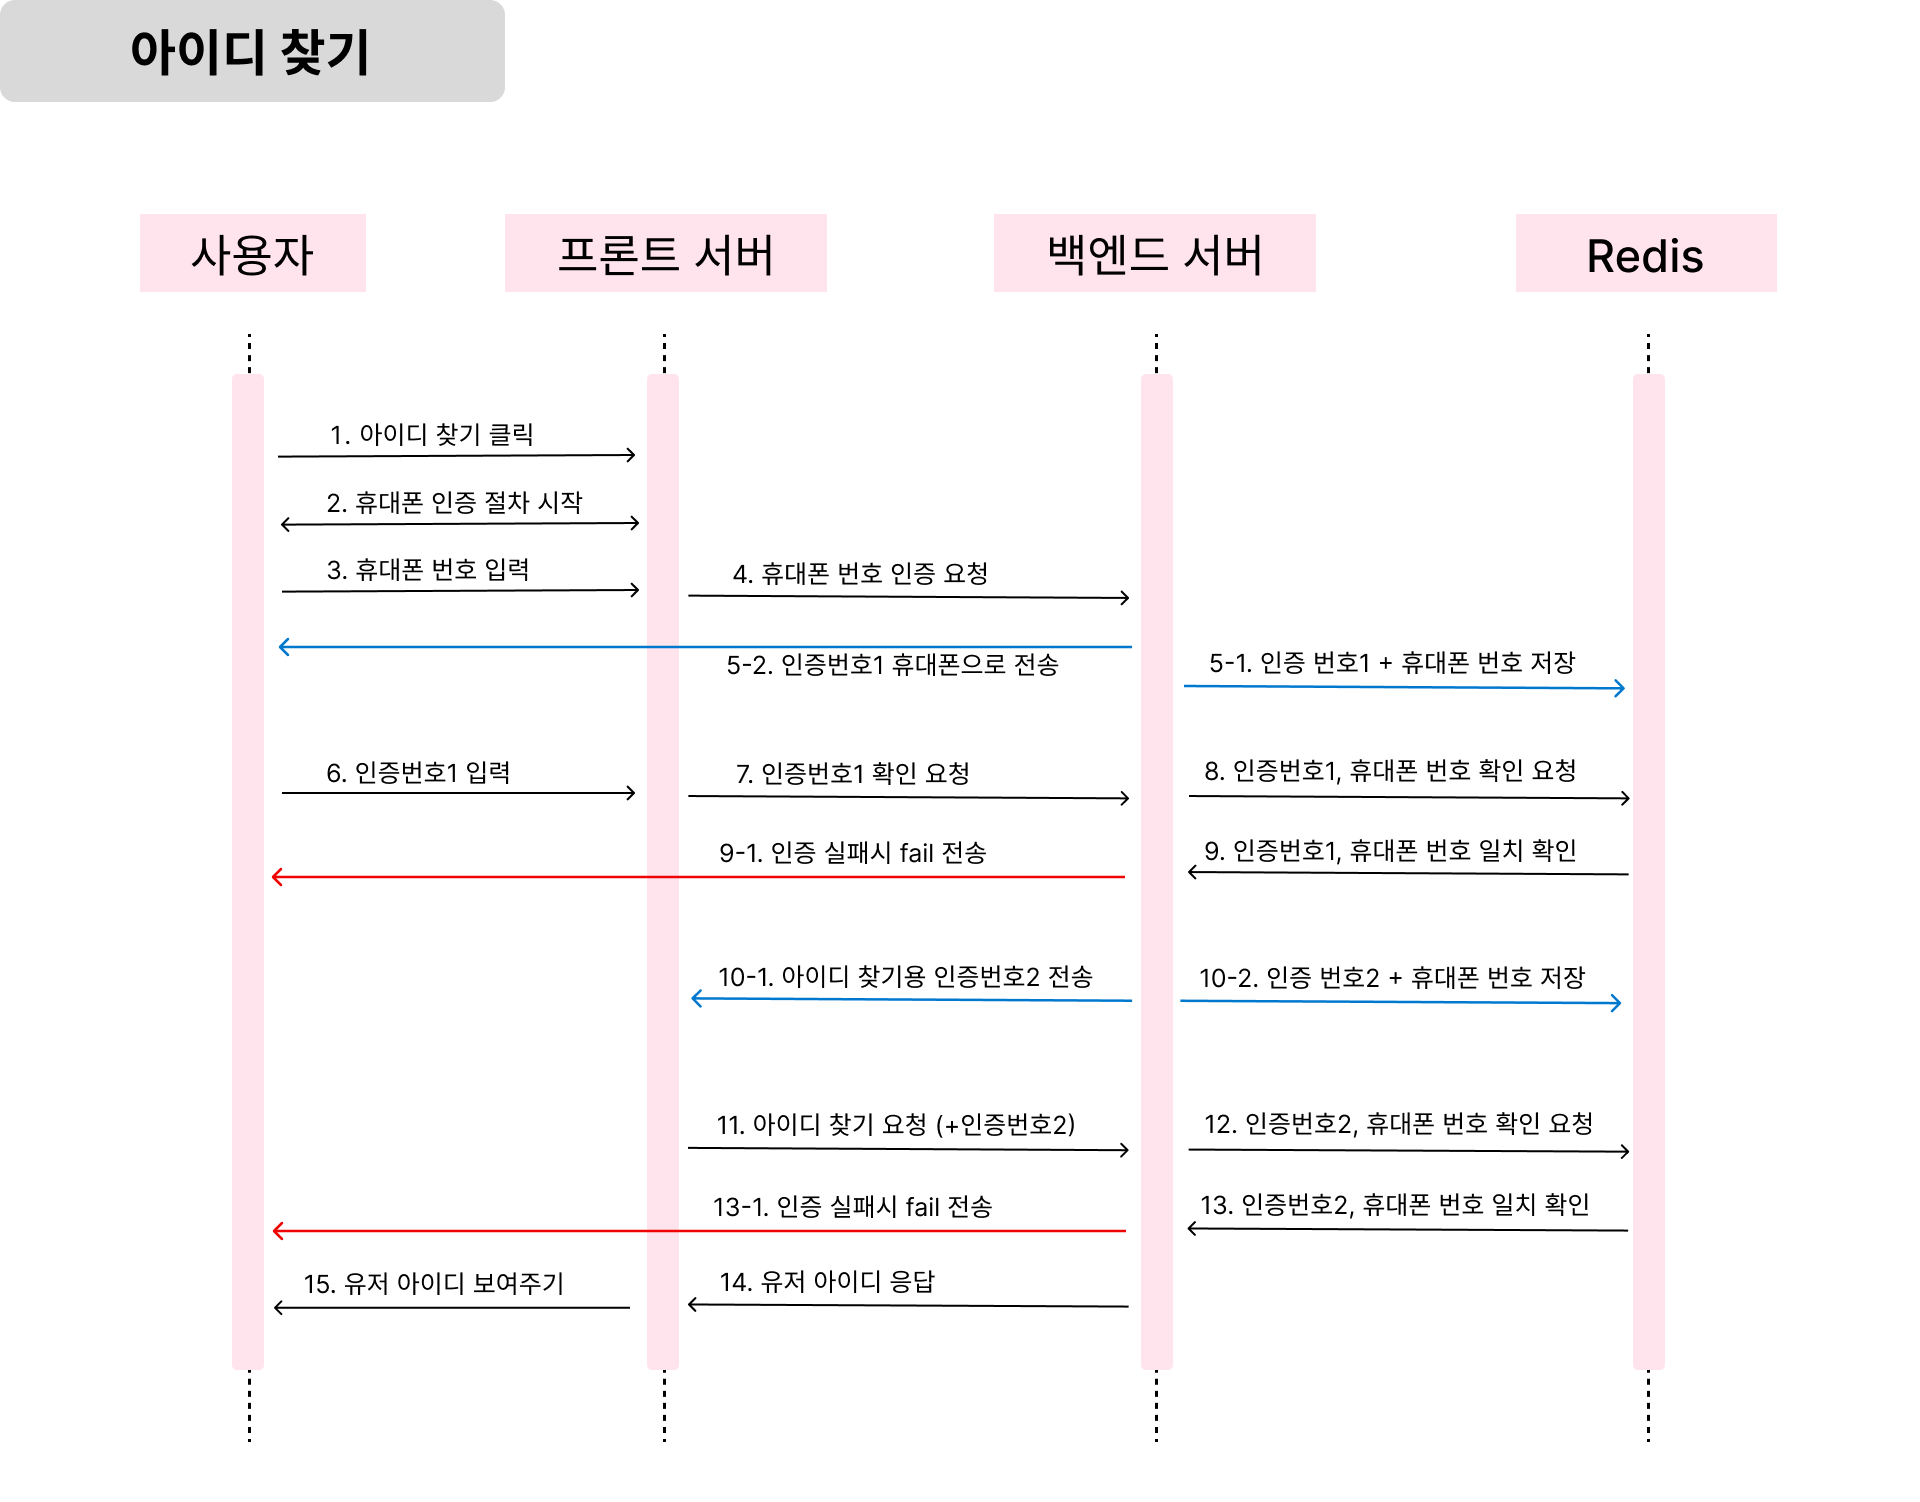 아이디 찾기
사용자
프론트 서버
백엔드 서버
Redis
1. 아이디 찾기 클릭
2. 휴대폰 인증 절차 시작
3. 휴대폰 번호 입력
4. 휴대폰 번호 인증 요청
5-2. 인증번호1 휴대폰으로 전송
5-1. 인증 번호1 + 휴대폰 번호 저장
6. 인증번호1 입력
7. 인증번호1 확인 요청
8. 인증번호1, 휴대폰 번호 확인 요청
9-1. 인증 실패시 fail 전송
9. 인증번호1, 휴대폰 번호 일치 확인
10-1. 아이디 찾기용 인증번호2 전송
10-2. 인증 번호2 + 휴대폰 번호 저장
11. 아이디 찾기 요청 (+인증번호2)
12. 인증번호2, 휴대폰 번호 확인 요청
13-1. 인증 실패시 fail 전송
13. 인증번호2, 휴대폰 번호 일치 확인
15. 유저 아이디 보여주기
14. 유저 아이디 응답